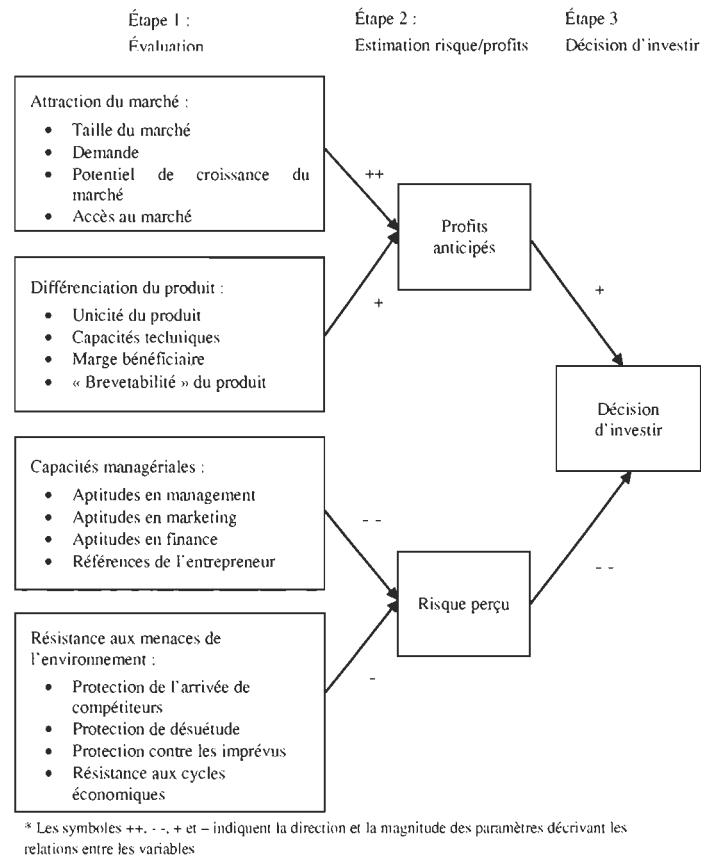 Étape 1 :
Évaluation
Étape 2 :
Estimation risque/profits
Étape 3
Décision d'investir
Attraction du marché :
• Taille du marché
• Demande
• Potentiel de croissance du
marché
• Accès au marché
++
Profits
anticipés
Différenciation du produit :
• Unicité du produit
• Capacités techniques
• Marge bénéficiaire
• « Brevetabilité » du produit
+
+
Décision
d'investir
Capacités managériales :
• Aptitudes en management
• Aptitudes en marketing
• Aptitudes en finance
• Références de l'entrepreneur
- -
Risque perçu
- -
Résistance aux menaces de
l'environnement :
• Protection de l'arrivée de
compétiteurs
• Protection de désuétude
• Protection contre les imprévus
• Résistance aux cycles
économiques
-
* Les symboles ++, - -, + et – indiquent la direction et la magnitude des paramètres décrivant les
relations entre les variables